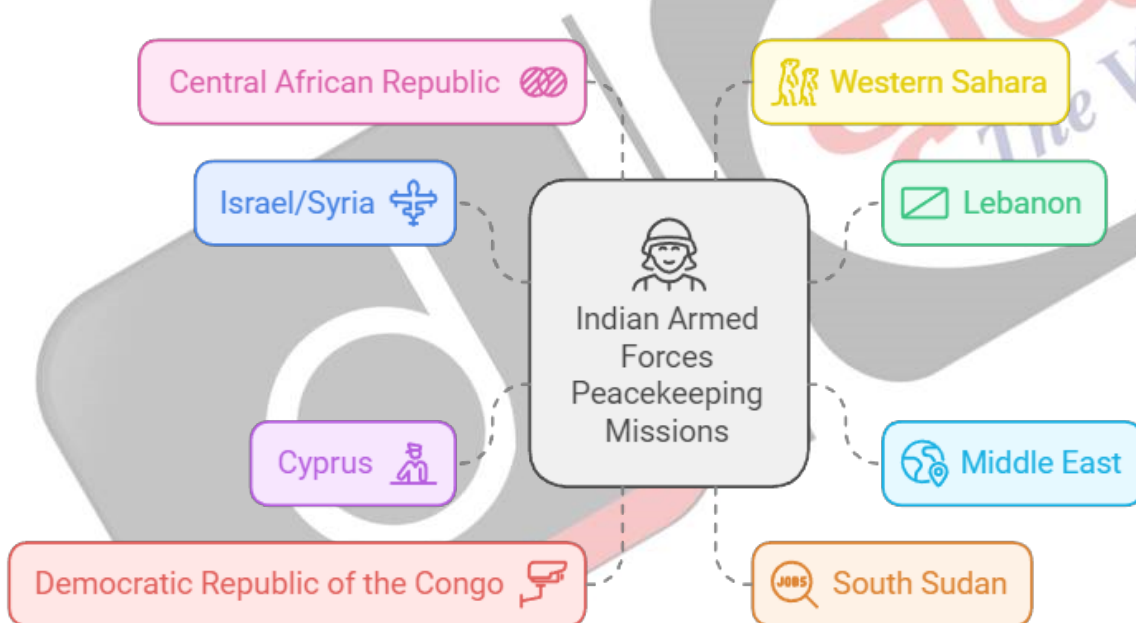 Central African Republic
Western Sahara
The
Israel/Syria
Lebanon
Indian Armed
Forces
Peacekeeping
Missions
Cyprus
Middle East
Democratic Republic of the Congo
JOBS
South Sudan